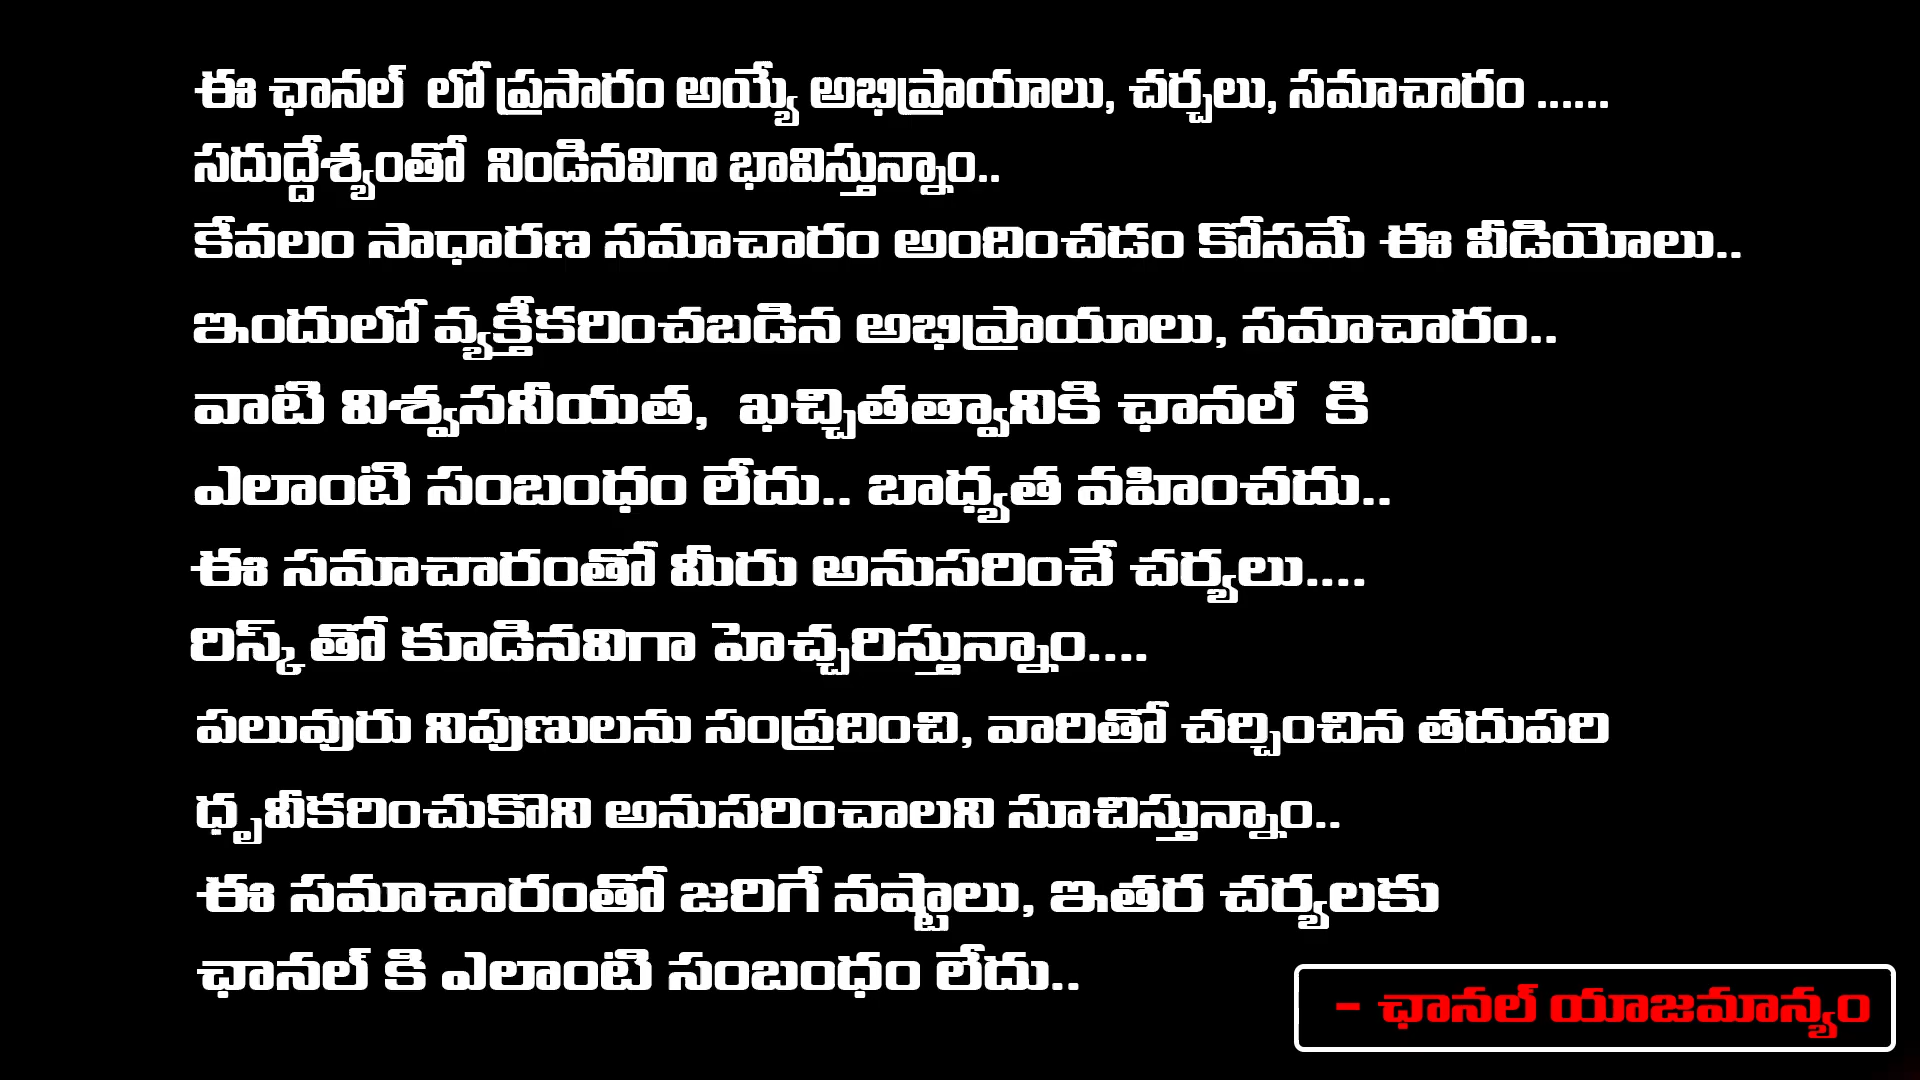 ఈ ఛానల్ లో ప్రసారం అయ్యే అభిప్రాయాలు, చర్చలు, సమాచారం ......
సదుద్దేశ్యంతో నిండినవిగా భావిస్తున్నాం..
కేవలం సాధారణ సమాచారం అందించడం కోసమే ఈ వీడియోలు..
ఇందులో వ్యక్తీకరించబడిన అభిప్రాయాలు, సమాచారం..
వాటి విశ్వసనీయత, ఖచ్చితత్వానికి ఛానల్ కి
ఎలాంటి సంబంధం లేదు.. బాధ్యత వహించదు..
ఈ సమాచారంతో మీరు అనుసరించే చర్యలు....
రిస్క్ తో కూడినవిగా హెచ్చరిస్తున్నాం....
పలువురు నిపుణులను సంప్రదించి, వారితో చర్చించిన తదుపరి
ధృవీకరించుకొని అనుసరించాలని సూచిస్తున్నాం..
ఈ సమాచారంతో జరిగే నష్టాలు, ఇతర చర్యలకు
ఛానల్ కి ఎలాంటి సంబంధం లేదు..
- ఛానల్ యాజమాన్యం